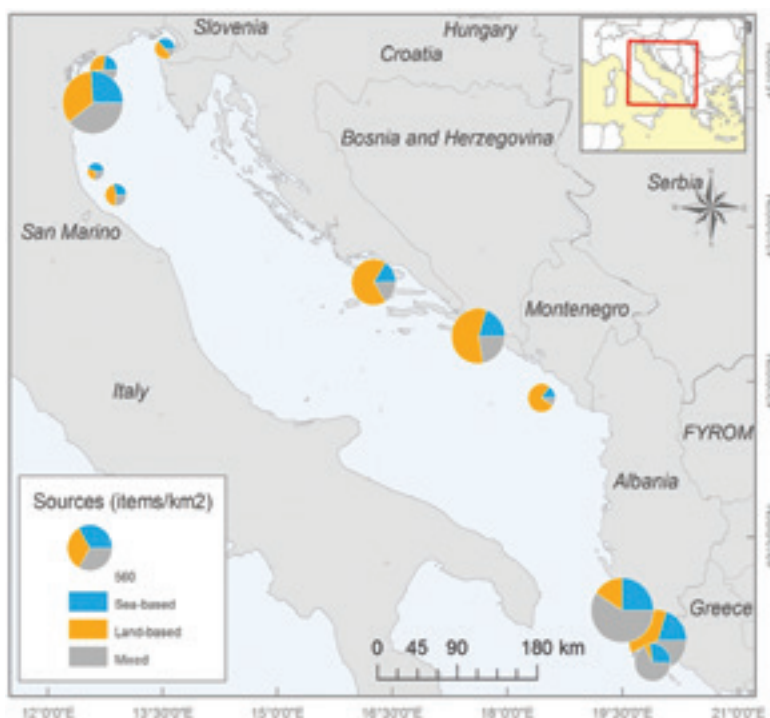 Slovenia
Hungary
Croatia
Bosnia and Herzegovina
Serbia
San Marino
Montenegro
Italy
FYROM
Albania
Greece
Sources (items/km2)
560
Sea-based
Land-based
Mixed
0 45 90 180 km
12°0'0"E 13°30'0"E 15°0'0"E 16°30'0"E 18°0'0"E 19°30'0"E 21°0'0"E